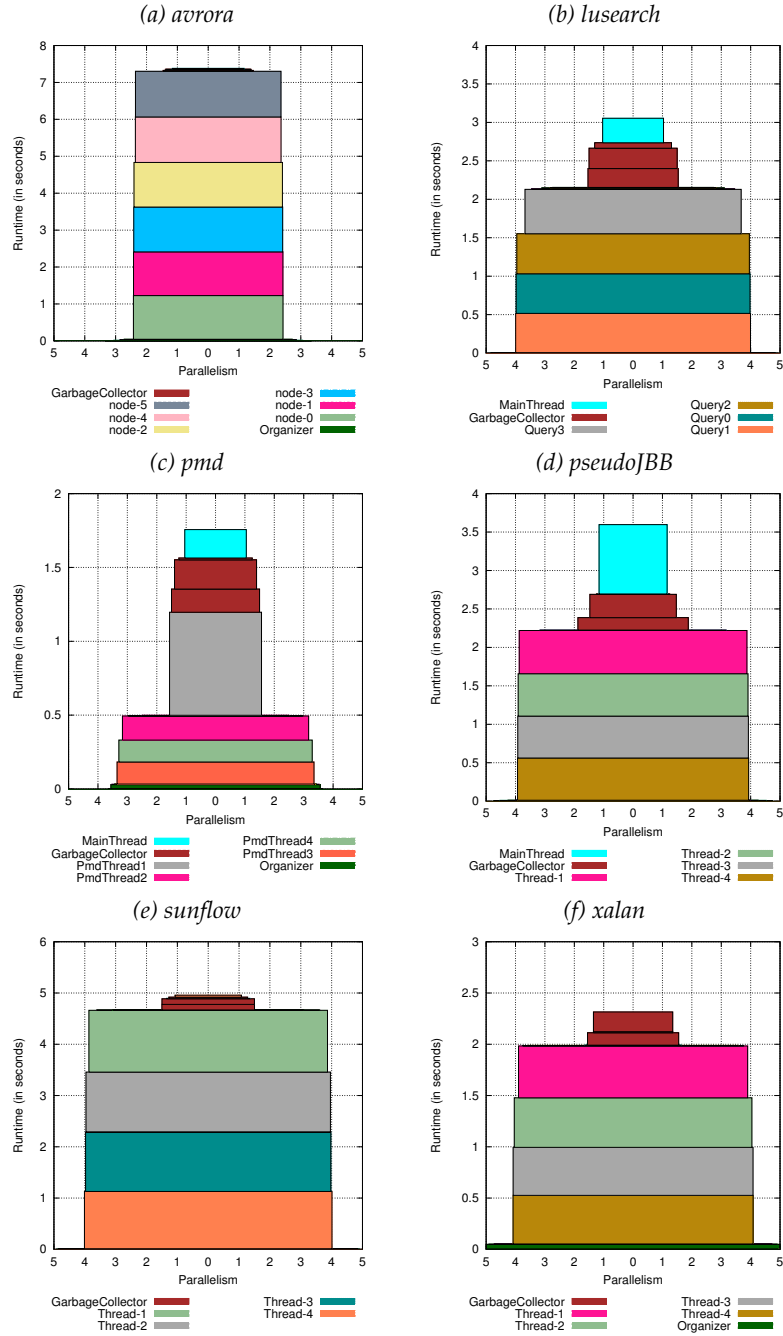 (a) avrora
8
7
6
5
4
3
2
1
0
Runtime (in seconds)
5 4 3 2 1 0 1 2 3 4 5
Parallelism
GarbageCollector
node-5
node-4
node-2
node-3
node-1
node-0
Organizer
(b) lusearch
4
3.5
3
2.5
2
1.5
1
0.5
0
Runtime (in seconds)
5 4 3 2 1 0 1 2 3 4 5
Parallelism
MainThread
GarbageCollector
Query3
Query2
Query0
Query1
(c) pmd
2
1.5
1
0.5
0
Runtime (in seconds)
5 4 3 2 1 0 1 2 3 4 5
Parallelism
MainThread
GarbageCollector
PmdThread1
PmdThread2
PmdThread4
PmdThread3
Organizer
(d) pseudoJBB
4
3.5
3
2.5
2
1.5
1
0.5
0
Runtime (in seconds)
5 4 3 2 1 0 1 2 3 4 5
Parallelism
MainThread
GarbageCollector
Thread-1
Thread-2
Thread-3
Thread-4
(e) sunflow
6
5
4
3
2
1
0
Runtime (in seconds)
5 4 3 2 1 0 1 2 3 4 5
Parallelism
GarbageCollector
Thread-1
Thread-2
Thread-3
Thread-4
(f) xalan
3
2.5
2
1.5
1
0.5
0
Runtime (in seconds)
5 4 3 2 1 0 1 2 3 4 5
Parallelism
GarbageCollector
Thread-1
Thread-2
Thread-3
Thread-4
Organizer